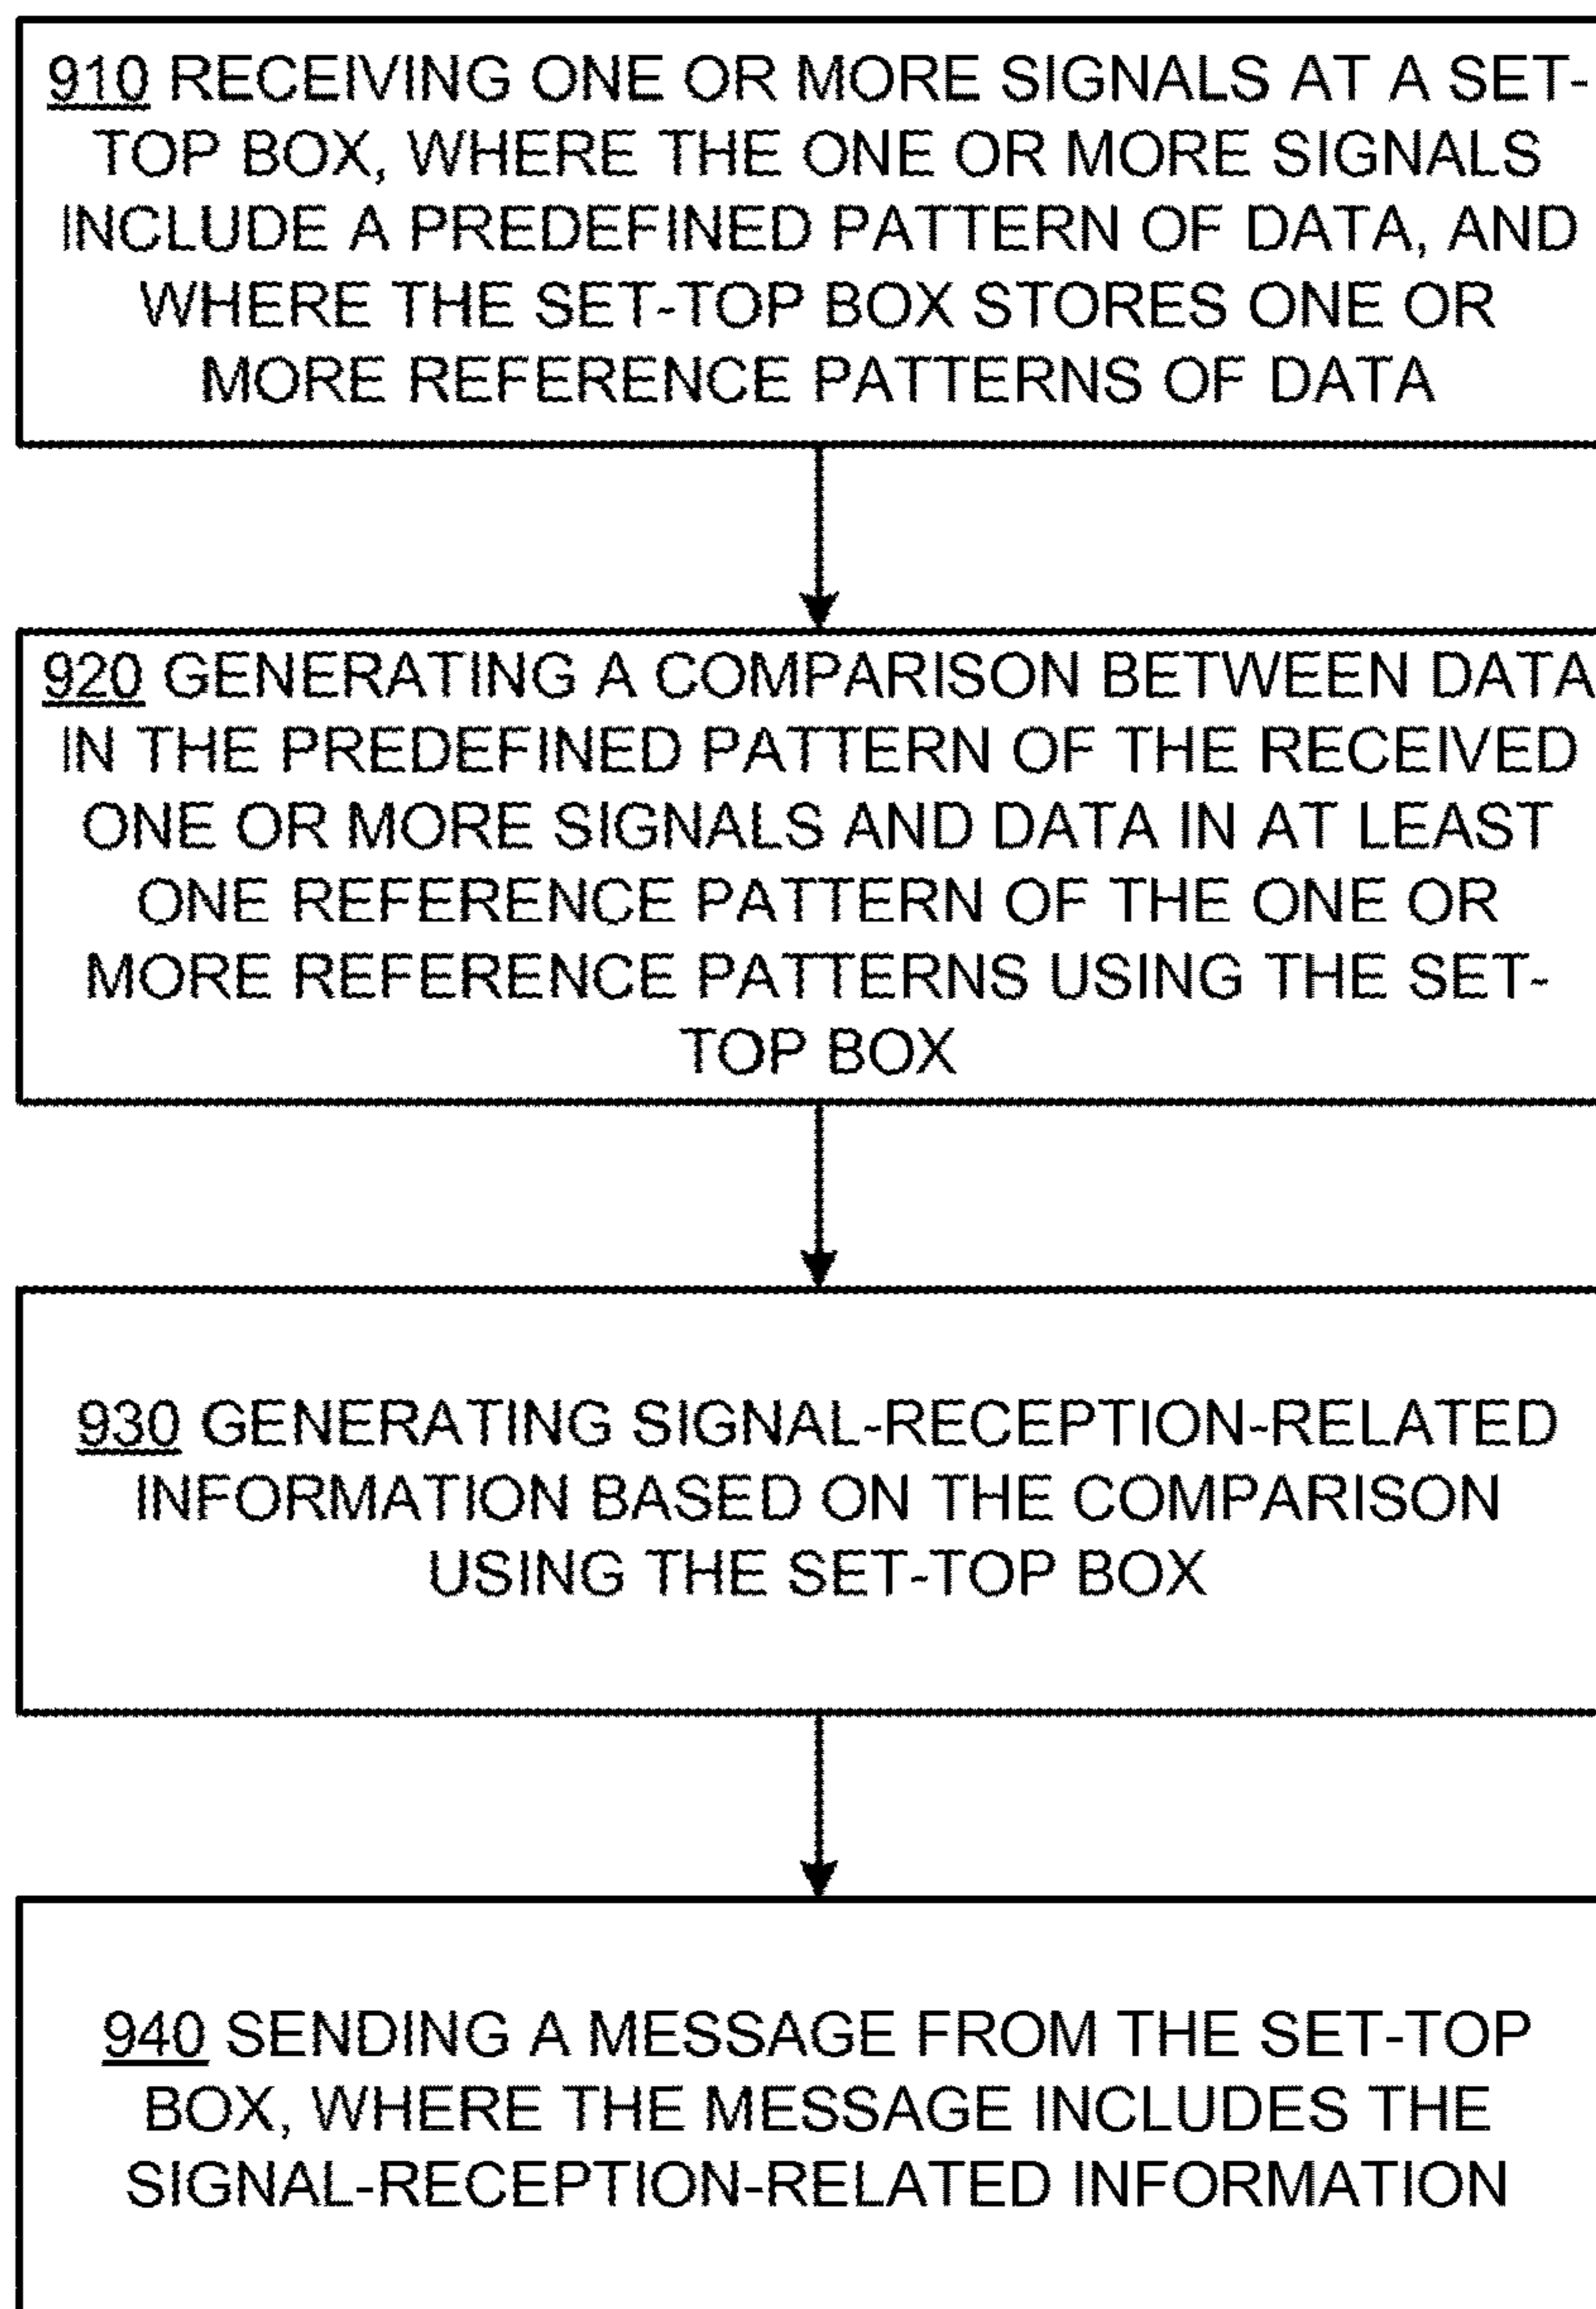 910 RECEIVING ONE OR MORE SIGNALS AT A SET-
TOP BOX, WHERE THE ONE OR MORE SIGNALS
INCLUDE A PREDEFINED PATTERN OF DATA, AND
WHERE THE SET-TOP BOX STORES ONE OR
MORE REFERENCE PATTERNS OF DATA
920 GENERATING A COMPARISON BETWEEN DATA
IN THE PREDEFINED PATTERN OF THE RECEIVED
ONE OR MORE SIGNALS AND DATA IN AT LEAST
ONE REFERENCE PATTERN OF THE ONE OR
MORE REFERENCE PATTERNS USING THE SET-
TOP BOX
930 GENERATING SIGNAL-RECEPTION-RELATED
INFORMATION BASED ON THE COMPARISON
USING THE SET-TOP BOX
940 SENDING A MESSAGE FROM THE SET-TOP
BOX, WHERE THE MESSAGE INCLUDES THE
SIGNAL-RECEPTION-RELATED INFORMATION